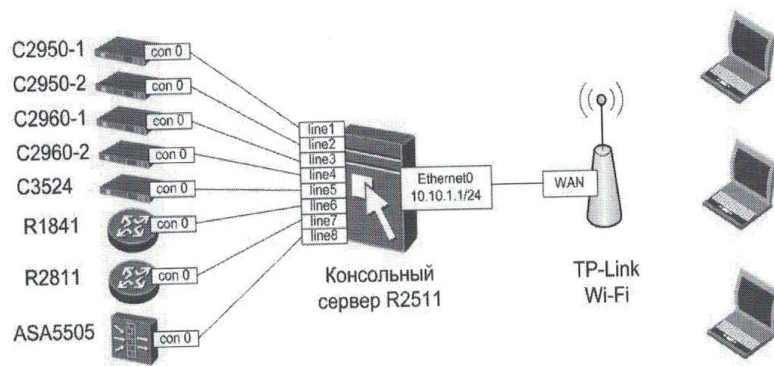 C2950-1
con 0
C2950-2
con 0
C2960-1
con 0
C2960-2
con 0
C3524
con 0
R1841
con 0
R2811
con 0
ASA5505
con 0
line1
line2
line3
line4
line5
line6
line7
line8
Ethernet0
10.10.1.1/24
Консольный
сервер R2511
WAN
TP-Link
Wi-Fi